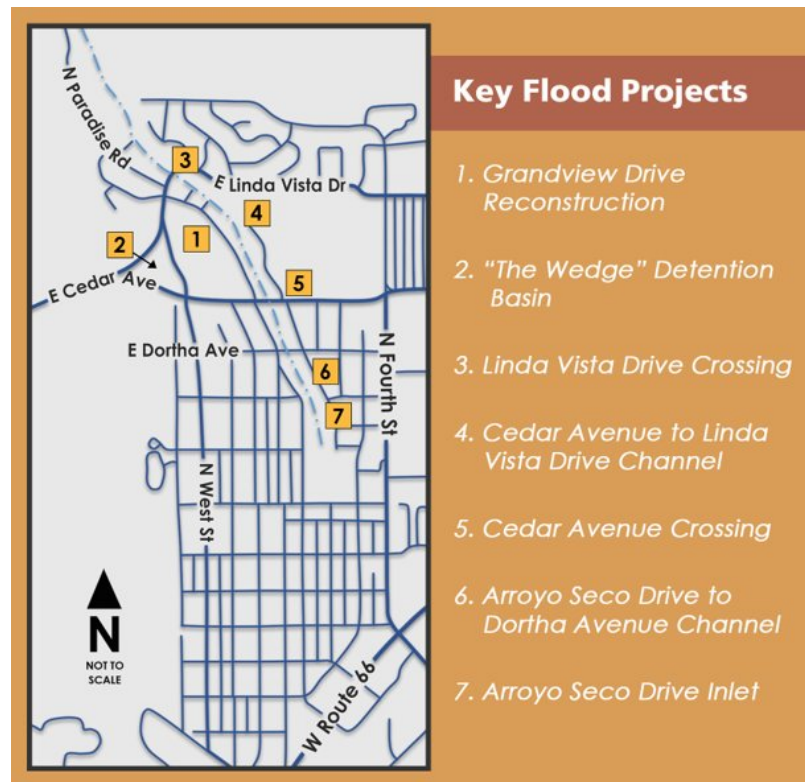 N Paradise Rd
3
E Linda Vista Dr
4
1
2
5
E Cedar Ave
E Dortha Ave
6
N Fourth St
7
N West St
N
NOT TO
SCALE
W Route 66
Key Flood Projects
1. Grandview Drive
Reconstruction
2. “The Wedge” Detention
Basin
3. Linda Vista Drive Crossing
4. Cedar Avenue to Linda
Vista Drive Channel
5. Cedar Avenue Crossing
6. Arroyo Seco Drive to
Dortha Avenue Channel
7. Arroyo Seco Drive Inlet